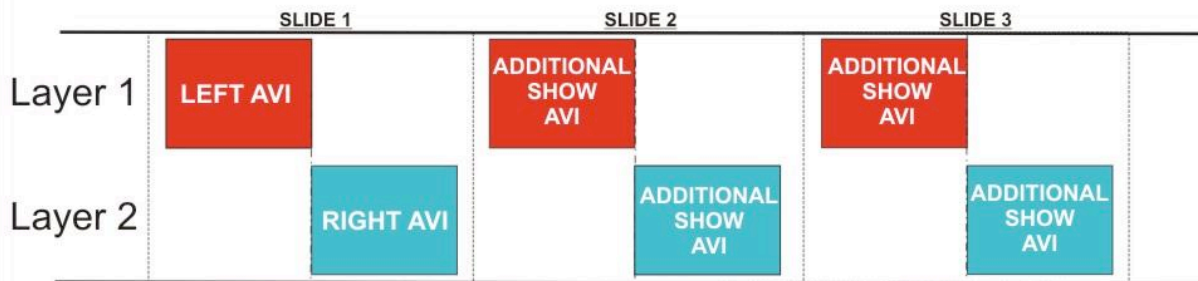 SLIDE 1
SLIDE 2
SLIDE 3
Layer 1
LEFT AVI
ADDITIONAL
SHOW
AVI
ADDITIONAL
SHOW
AVI
Layer 2
RIGHT AVI
ADDITIONAL
SHOW
AVI
ADDITIONAL
SHOW
AVI